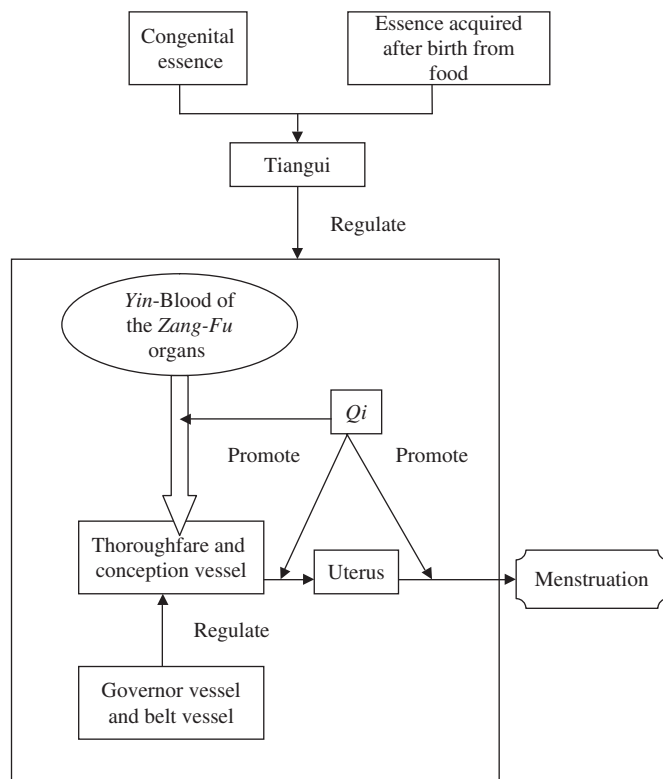 Congenital
essence
Essence acquired
after birth from
food
Tiangui
Regulate
Yin-Blood of
the Zang-Fu
organs
Qi
Promote
Promote
Thoroughfare and
conception vessel
Uterus
Menstruation
Regulate
Governor vessel
and belt vessel